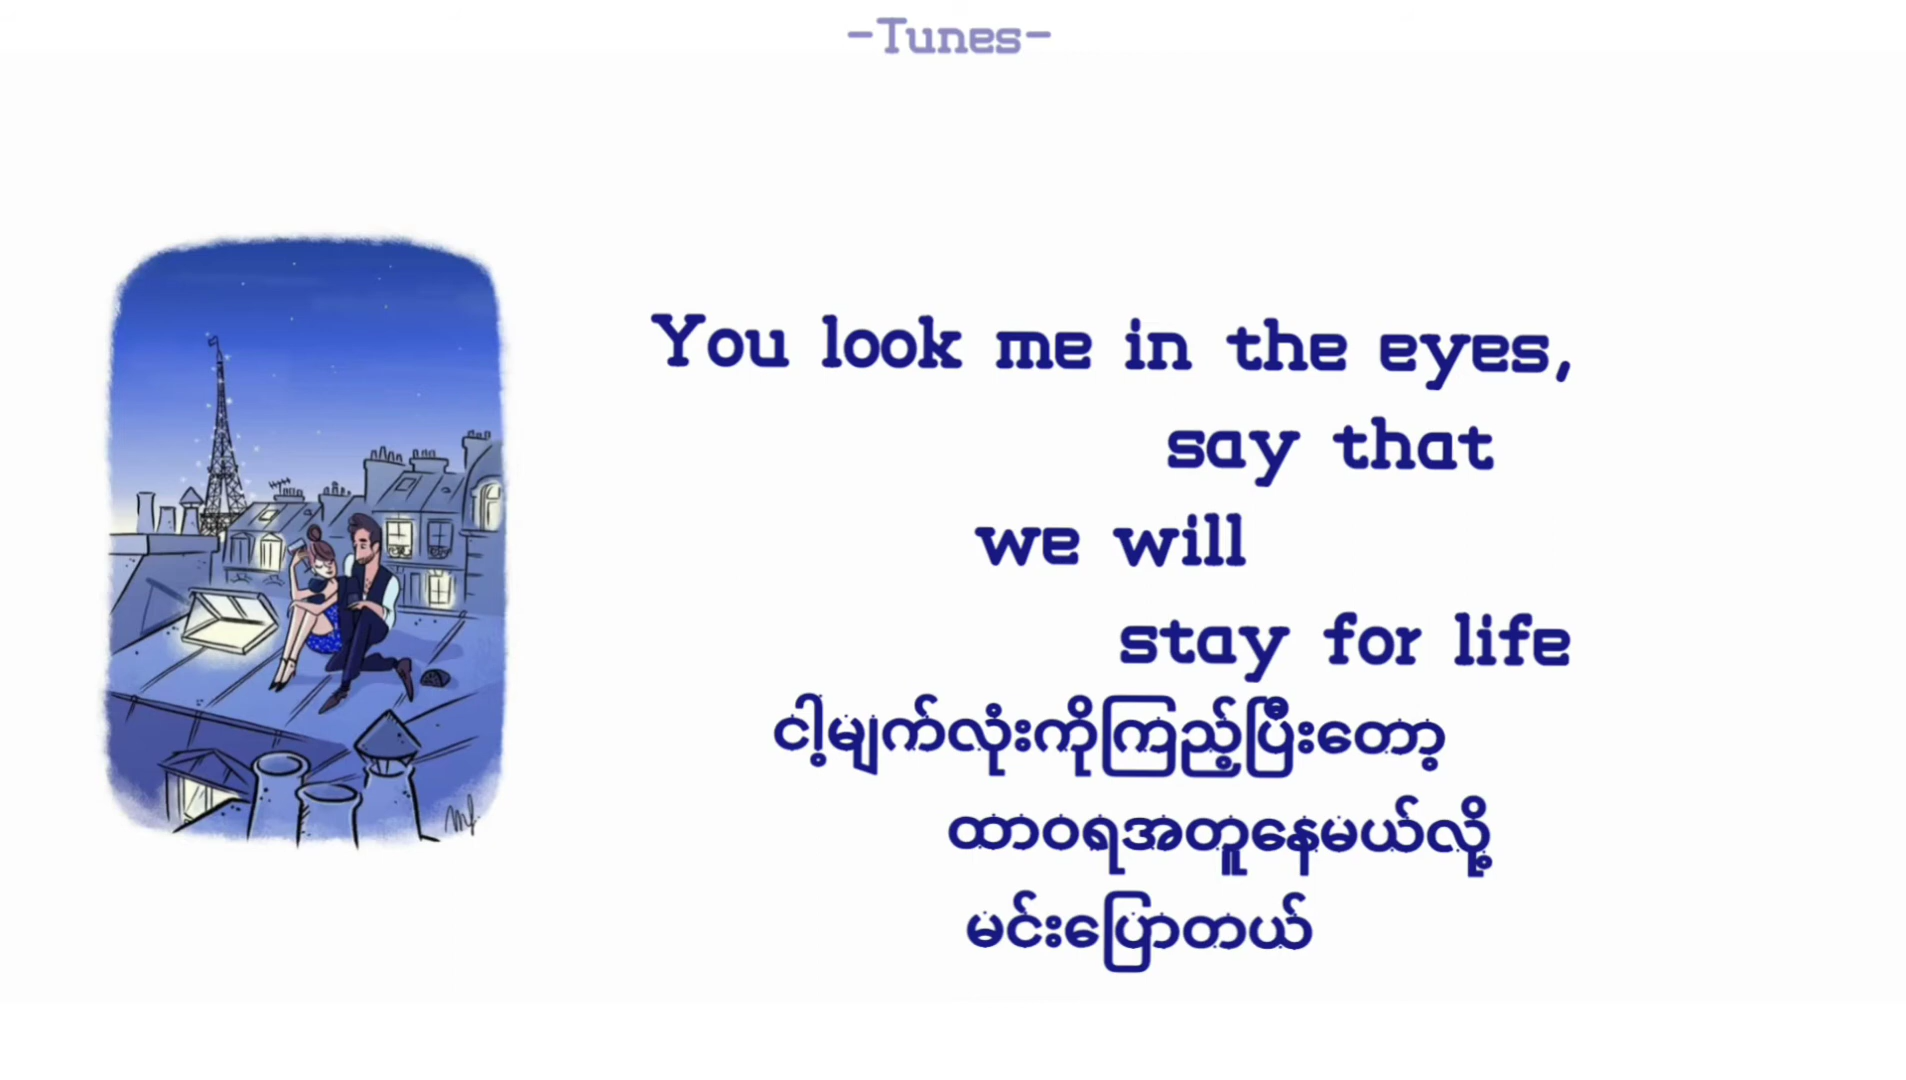 -Tunes-
You look me in the eyes,
say that
we will
stay for life
ငါ့မျက်လုံးကိုကြည့်ပြီးတော့
ထာဝရအတူနေမယ်လို့
မင်းပြောတယ်